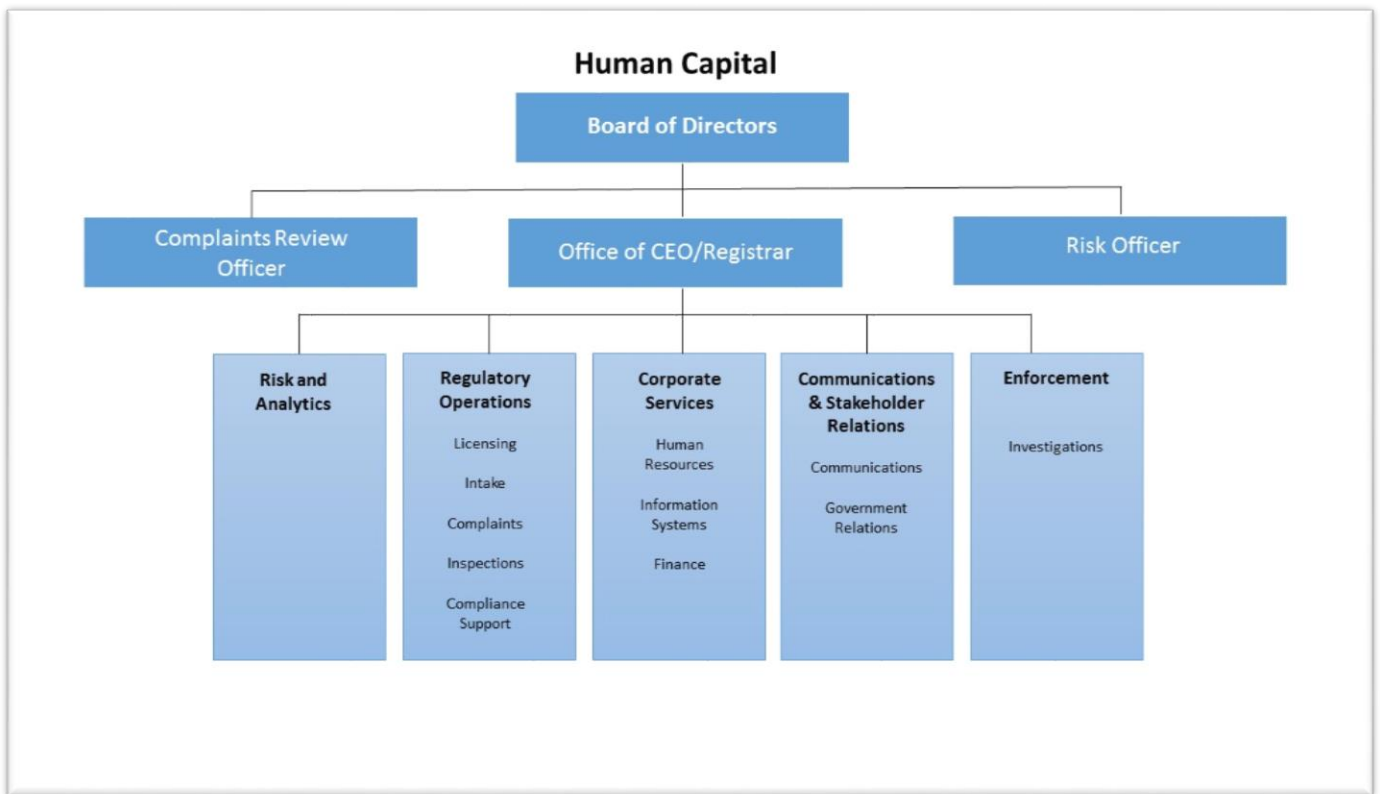 Human Capital
Board of Directors
Complaints Review
Officer
Office of CEO/Registrar
Risk Officer
Risk and
Analytics
Regulatory
Operations
Licensing
Intake
Complaints
Inspections
Compliance
Support
Corporate
Services
Human
Resources
Information
Systems
Finance
Communications
& Stakeholder
Relations
Communications
Government
Relations
Enforcement
Investigations